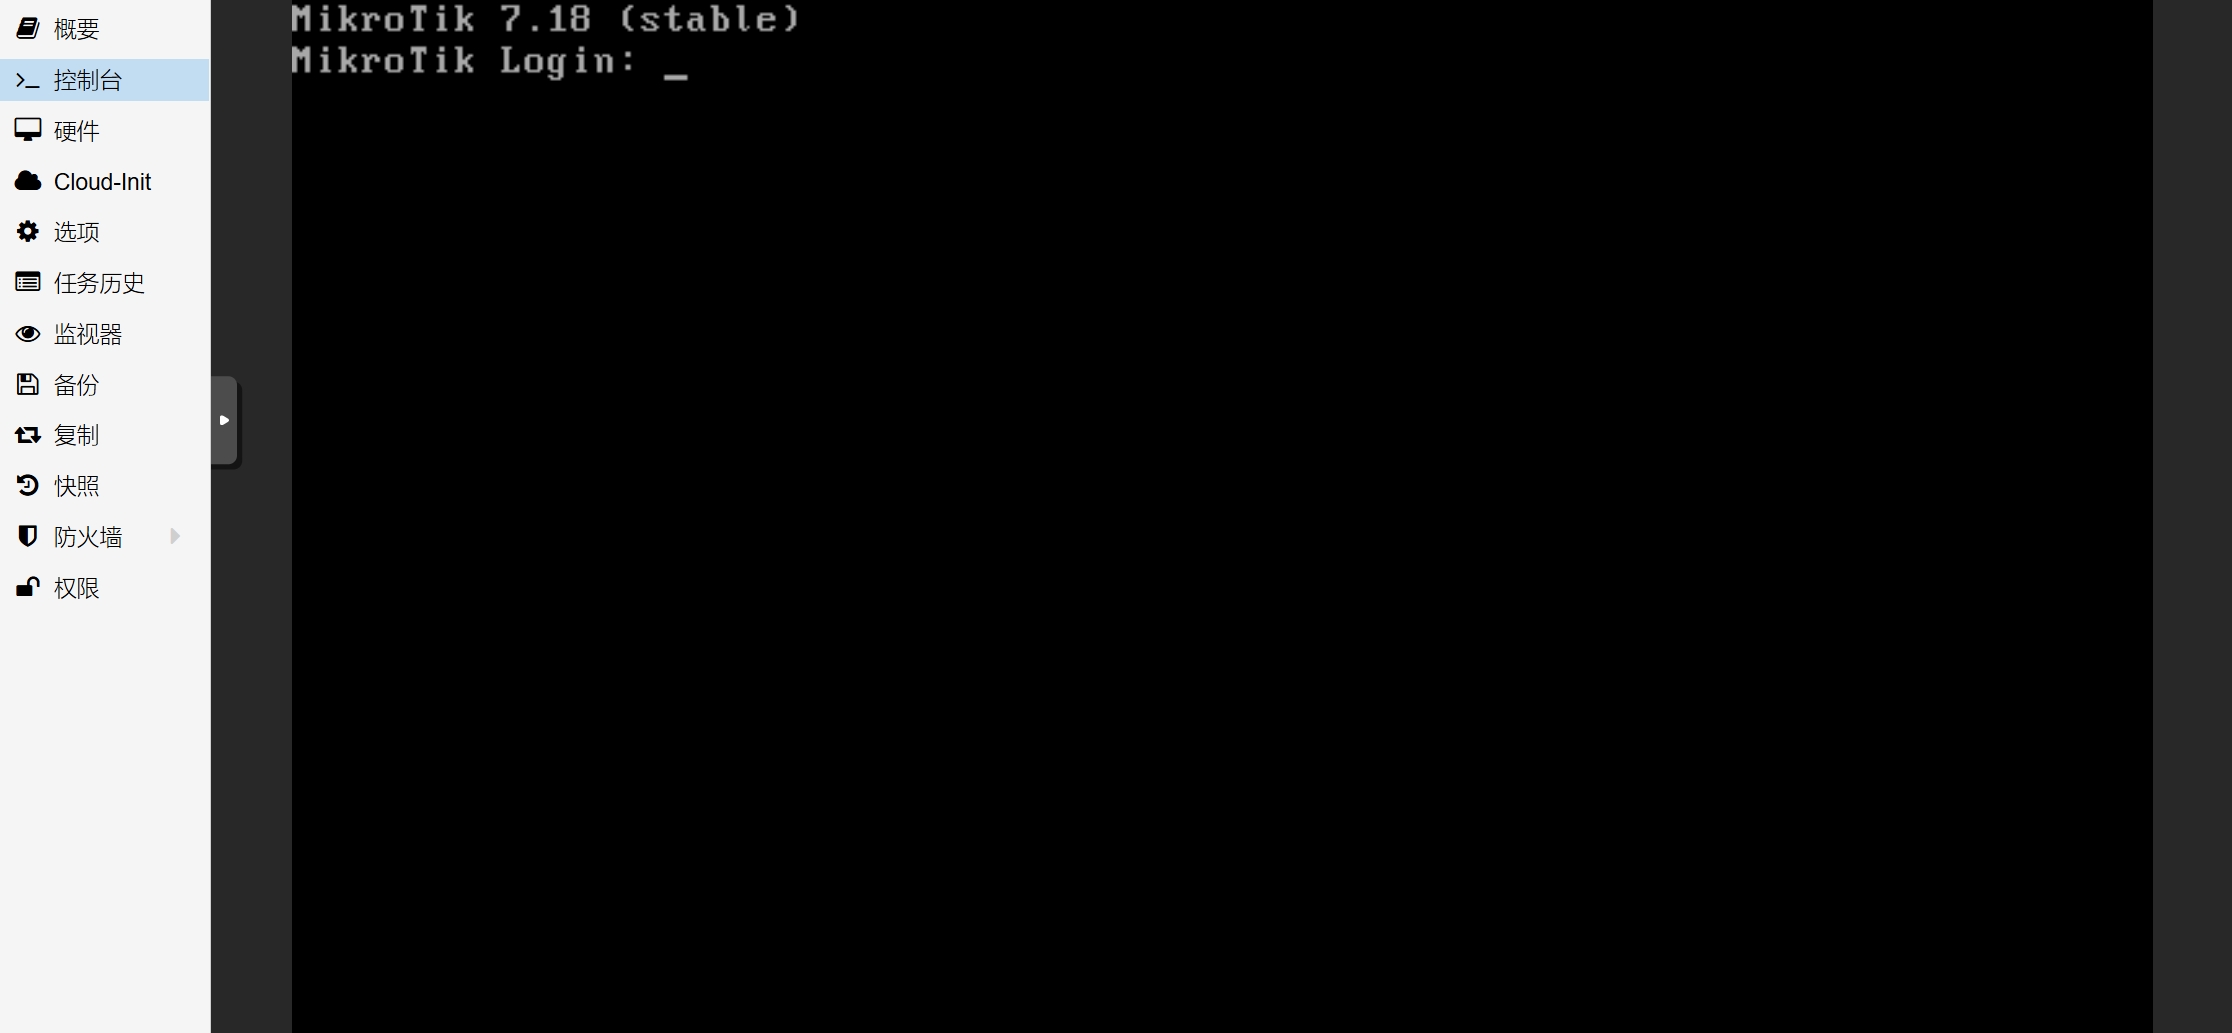 概要
控制台
硬件
Cloud-Init
选项
任务历史
监视器
备份
复制
快照
防火墙
权限
MikroTik 7.18 (stable)
MikroTik Login: _